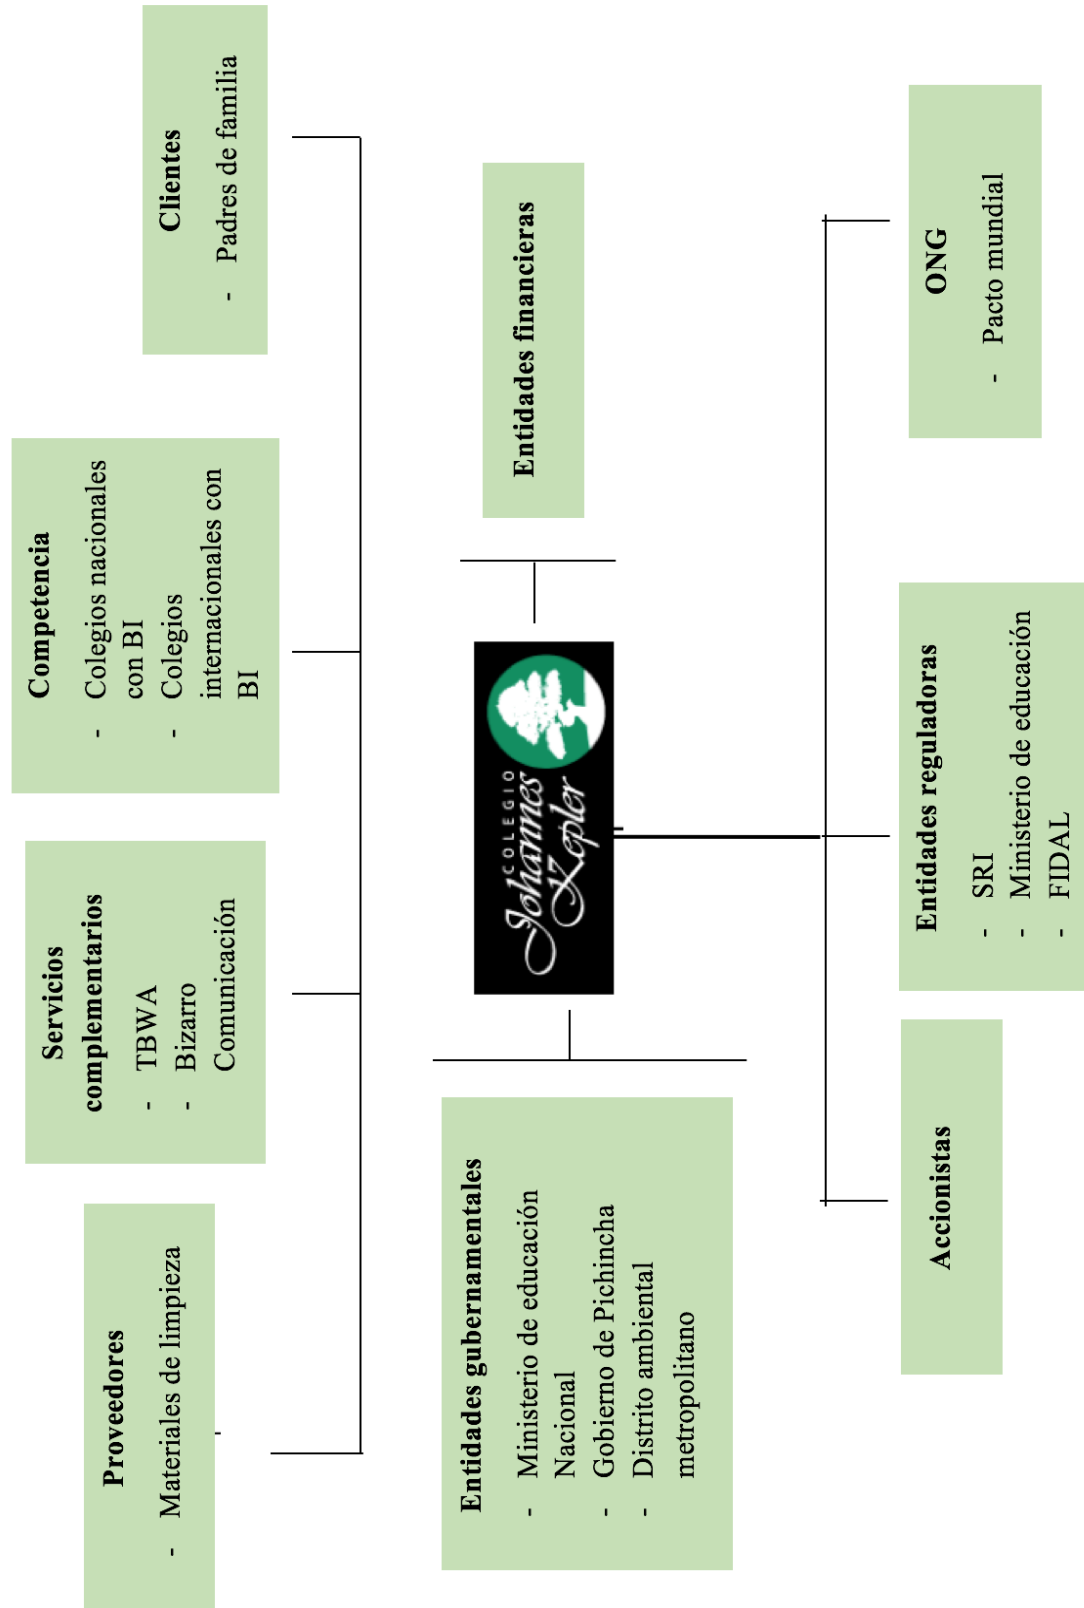 Proveedores
- Materiales de limpieza
Servicios
complementarios
- TBWA
- Bizarro
Comunicación
Competencia
- Colegios nacionales
con BI
- Colegios
internacionales con
BI
Clientes
- Padres de familia
Entidades gubernamentales
- Ministerio de educación
Nacional
- Gobierno de Pichincha
- Distrito ambiental
metropolitano
COLEGIO
Johannes
Kepler
Entidades financieras
Accionistas
Entidades reguladoras
- SRI
- Ministerio de educación
- FIDAL
ONG
- Pacto mundial